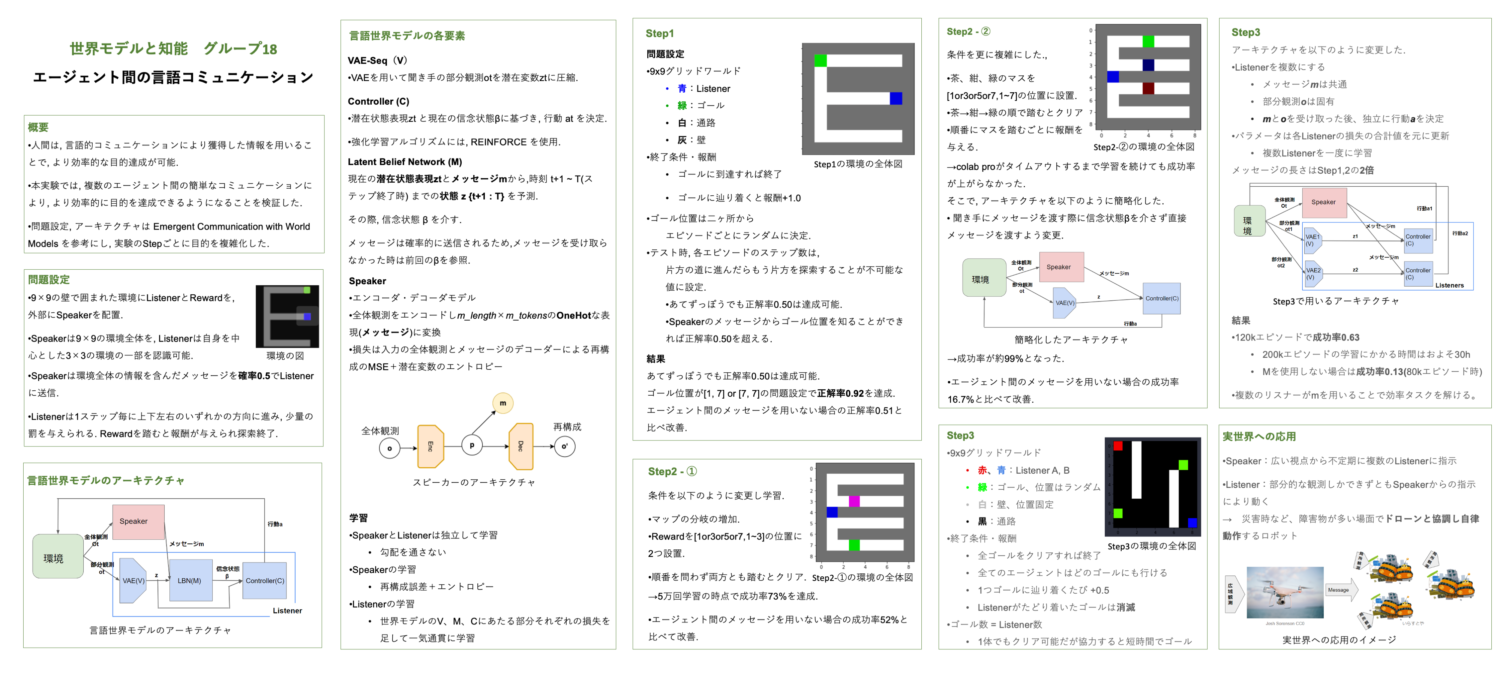 世界モデルと知能　グループ18
エージェント間の言語コミュニケーション
概要
•人間は, 言語的コミュニケーションにより獲得した情報を用いるこ
とで, より効率的な目的達成が可能.
•本実験では, 複数のエージェント間の簡単なコミュニケーションに
より, より効率的に目的を達成できるようになることを検証した.
•問題設定, アーキテクチャは Emergent Communication with World
Models を参考にし, 実験のStepごとに目的を複雑化した.
問題設定
•9×9の壁で囲まれた環境にListenerとRewardを,
外部にSpeakerを配置.
•Speakerは9×9の環境全体を, Listenerは自身を中
心とした3×3の環境の一部を認識可能.
環境の図
•Speakerは環境全体の情報を含んだメッセージを確率0.5でListener
に送信.
•Listenerは1ステップ毎に上下左右のいずれかの方向に進み, 少量の
罰を与えられる. Rewardを踏むと報酬が与えられ探索終了.
言語世界モデルのアーキテクチャ
Speaker
行動a
全体観測
Ot
メッセージm
環境
部分観測
ot
VAE(V)
z
LBN(M)
信念状態
β
Controller(C)
Listener
言語世界モデルのアーキテクチャ
言語世界モデルの各要素
VAE-Seq（V）
•VAEを用いて聞き手の部分観測otを潜在変数ztに圧縮.
Controller (C)
•潜在状態表現zt と現在の信念状態βに基づき, 行動 at を決定.
•強化学習アルゴリズムには, REINFORCE を使用.
Latent Belief Network (M)
現在の潜在状態表現ztとメッセージmから,時刻 t+1 ~ T(ス
テップ終了時) までの状態 z {t+1 : T} を予測.
その際, 信念状態 β を介す.
メッセージは確率的に送信されるため,メッセージを受け取ら
なかった時は前回のβを参照.
Speaker
•エンコーダ・デコーダモデル
•全体観測をエンコードしm_length×m_tokensのOneHotな表
現(メッセージ)に変換
•損失は入力の全体観測とメッセージのデコーダーによる再構
成のMSE＋潜在変数のエントロピー
m
全体観測
再構成
o
Enc
p
Dec
o'
スピーカーのアーキテクチャ
学習
•SpeakerとListenerは独立して学習
• 勾配を通さない
•Speakerの学習
• 再構成誤差＋エントロピー
•Listenerの学習
• 世界モデルのV、M、Cにあたる部分それぞれの損失を
足して一気通貫に学習
Step1
問題設定
•9x9グリッドワールド
• 青：Listener
• 緑：ゴール
• 白：通路
• 灰：壁
0 2 4 6 8
Step1の環境の全体図
•終了条件・報酬
• ゴールに到達すれば終了
• ゴールに辿り着くと報酬+1.0
•ゴール位置は二ヶ所から
エピソードごとにランダムに決定.
•テスト時, 各エピソードのステップ数は,
片方の道に進んだらもう片方を探索することが不可能な
値に設定.
•あてずっぽうでも正解率0.50は達成可能.
•Speakerのメッセージからゴール位置を知ることができ
れば正解率0.50を超える.
結果
あてずっぽうでも正解率0.50は達成可能.
ゴール位置が[1, 7] or [7, 7]の問題設定で正解率0.92を達成.
エージェント間のメッセージを用いない場合の正解率0.51と
比べ改善.
Step2 - ①
条件を以下のように変更し学習.
•マップの分岐の増加.
•Rewardを[1or3or5or7,1~3]の位置に
2つ設置.
•順番を問わず両方とも踏むとクリア.
0 1 2 3 4 5 6 7 8
0 2 4 6 8
Step2-①の環境の全体図
→5万回学習の時点で成功率73%を達成.
•エージェント間のメッセージを用いない場合の成功率52%と
比べて改善.
Step2 - ②
条件を更に複雑にした.,
•茶、紺、緑のマスを
[1or3or5or7,1~7]の位置に設置.
•茶→紺→緑の順で踏むとクリア
•順番にマスを踏むごとに報酬を
与える.
0 1 2 3 4 5 6 7 8
0 2 4 6 8
Step2-②の環境の全体図
→colab proがタイムアウトするまで学習を続けても成功率
が上がらなかった.
そこで, アーキテクチャを以下のように簡略化した.
• 聞き手にメッセージを渡す際に信念状態βを介さず直接
メッセージを渡すよう変更.
全体観測
Ot
Speaker
メッセージm
環境
部分観測
ot
VAE(V)
z
Controller(C)
行動a
簡略化したアーキテクチャ
→成功率が約99%となった.
•エージェント間のメッセージを用いない場合の成功率
16.7%と比べて改善.
Step3
•9x9グリッドワールド
• 赤、青：Listener A, B
• 緑：ゴール、位置はランダム
• 白：壁、位置固定
• 黒：通路
Step3の環境の全体図
•終了条件・報酬
• 全ゴールをクリアすれば終了
• 全てのエージェントはどのゴールにも行ける
• 1つゴールに辿り着くたび +0.5
• Listenerがたどり着いたゴールは消滅
•ゴール数 = Listener数
• 1体でもクリア可能だが協力すると短時間でゴール
Step3
アーキテクチャを以下のように変更した.
•Listenerを複数にする
• メッセージmは共通
• 部分観測oは固有
• mとoを受け取った後、独立に行動aを決定
•パラメータは各Listenerの損失の合計値を元に更新
• 複数Listenerを一度に学習
メッセージの長さはStep1,2の2倍
全体観測
Ot
Speaker
行動a1
環
境
部分観測
ot1
メッセージm
行動a2
VAE1
(V)
z1
Controller
(C)
部分観測
ot2
VAE2
(V)
z2
Controller
(C)
Listeners
Step3で用いるアーキテクチャ
結果
•120kエピソードで成功率0.63
• 200kエピソードの学習にかかる時間はおよそ30h
• Mを使用しない場合は成功率0.13(80kエピソード時)
•複数のリスナーがmを用いることで効率タスクを解ける。
実世界への応用
•Speaker：広い視点から不定期に複数のListenerに指示
•Listener：部分的な観測しかできずともSpeakerからの指示
により動く
→　災害時など、障害物が多い場面でドローンと協調し自律
動作するロボット
広域観測
Message
Josh Sorenson CC0
いらすとや
実世界への応用のイメージ